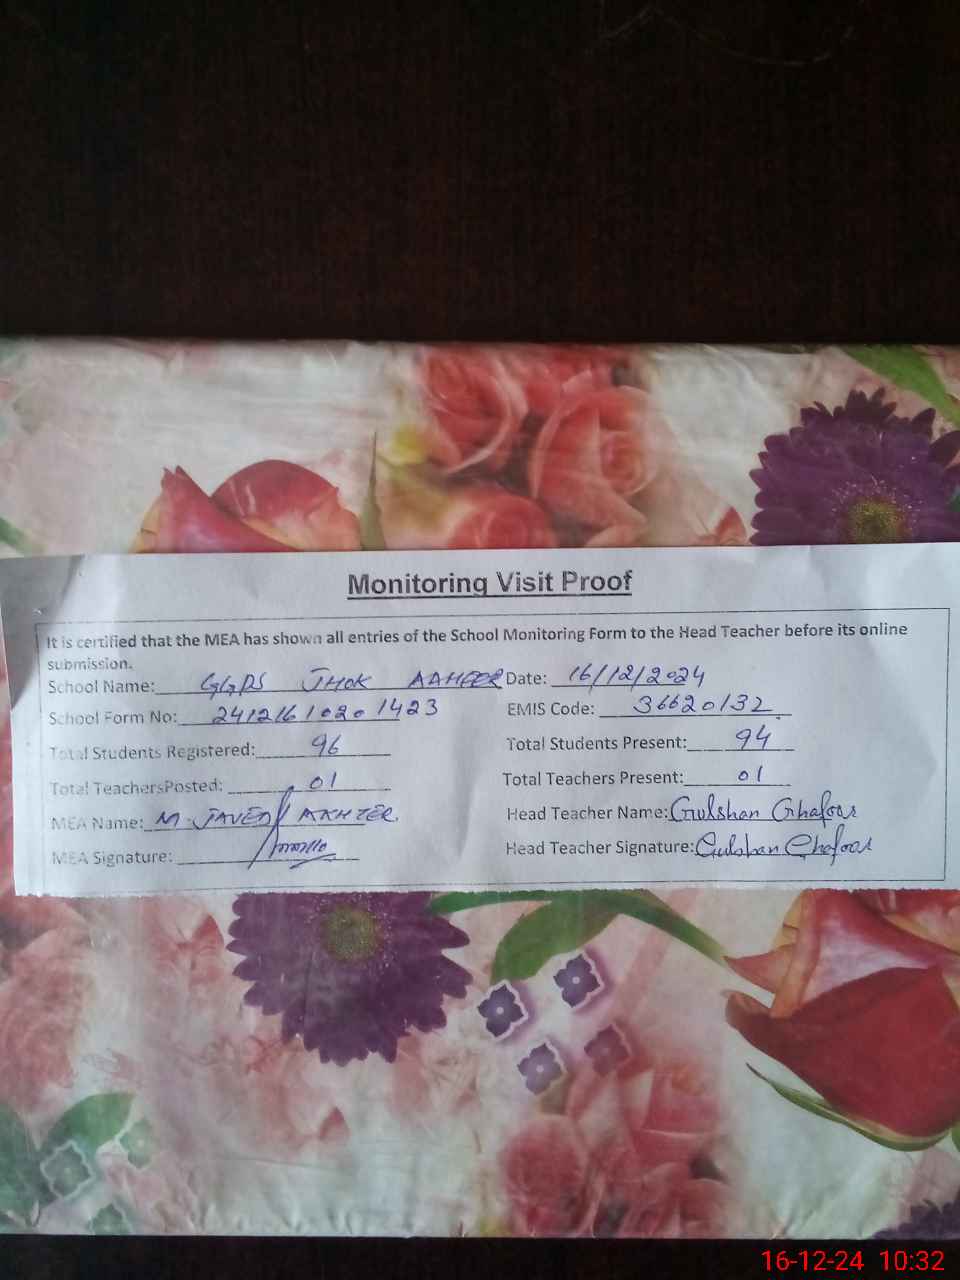 Monitoring Visit Proof
It is certified that the MEA has shown all entries of the School Monitoring Form to the Head Teacher before its online
submission.
School Name: GGPS JHOK Date: 16/12/2024
School Form No: 24121610201423 EMIS Code: 36620132
Total Students Registered: 96 Total Students Present: 94
Total TeachersPosted: 01 Total Teachers Present: 01
MEA Name: M. JAVED AKHTER Head Teacher Name: Gulshan Ghafoor
MEA Signature: Head Teacher Signature: Gulshan Ghafoor
16-12-24 10:32